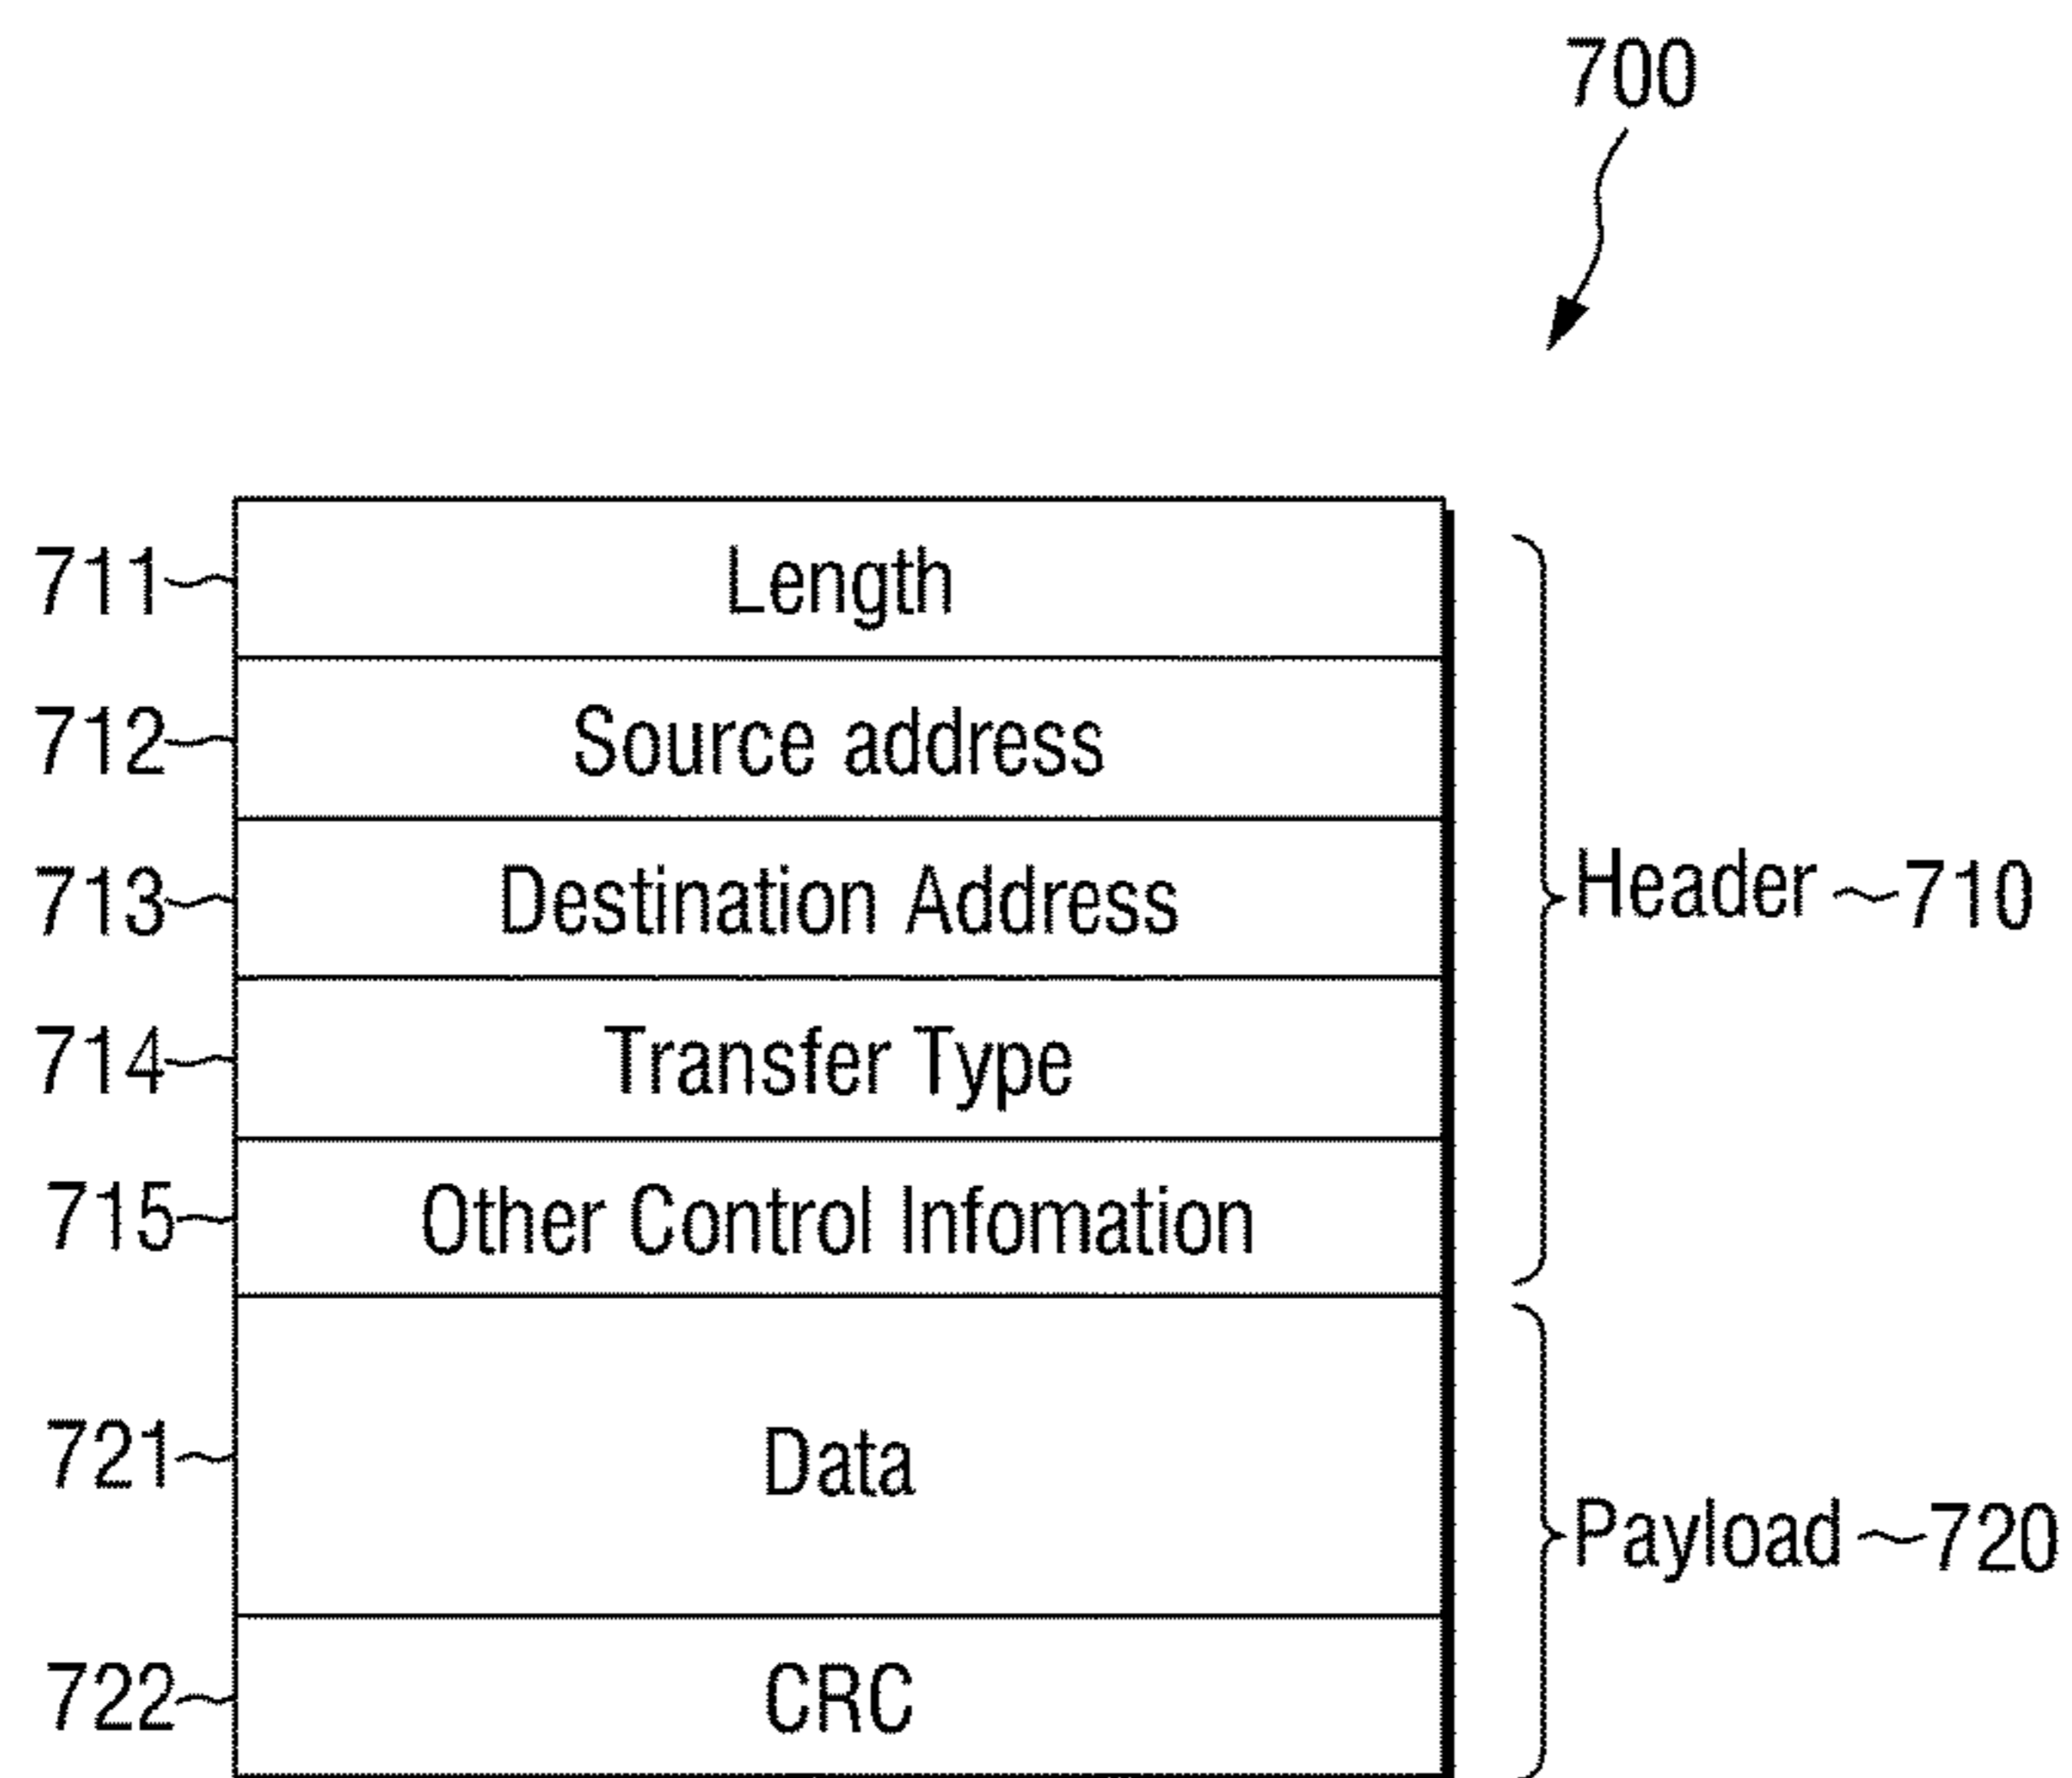 700
711 Length
712 Source address
713 Destination Address
Header 710
714 Transfer Type
715 Other Control Infomation
721 Data
Payload 720
722 CRC